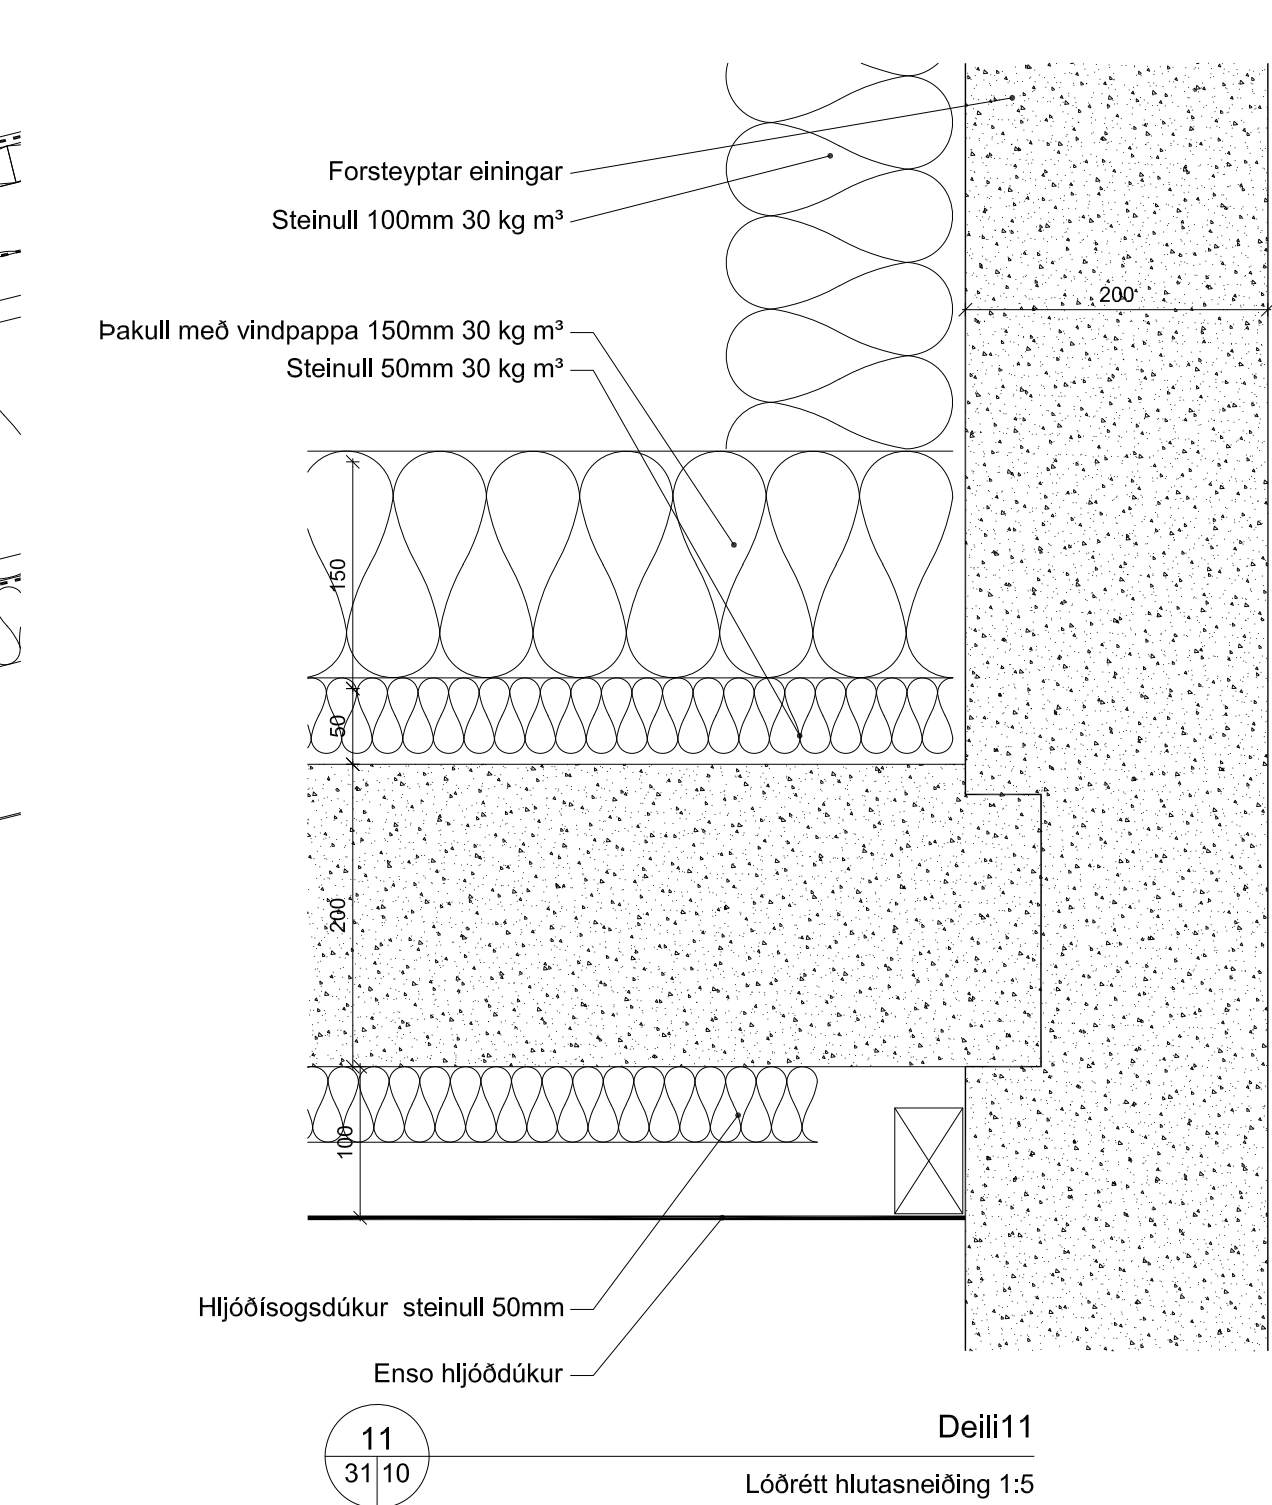 Forsteyptar einingar
Steinull 100mm 30 kg m³
200
Þakull með vindpappa 150mm 30 kg m³
Steinull 50mm 30 kg m³
150
50
200
100
Hljóðísogsdúkur steinull 50mm
Enso hljóðdúkur
11
31 10
Deili11
Lóðrétt hlutasneiðing 1:5